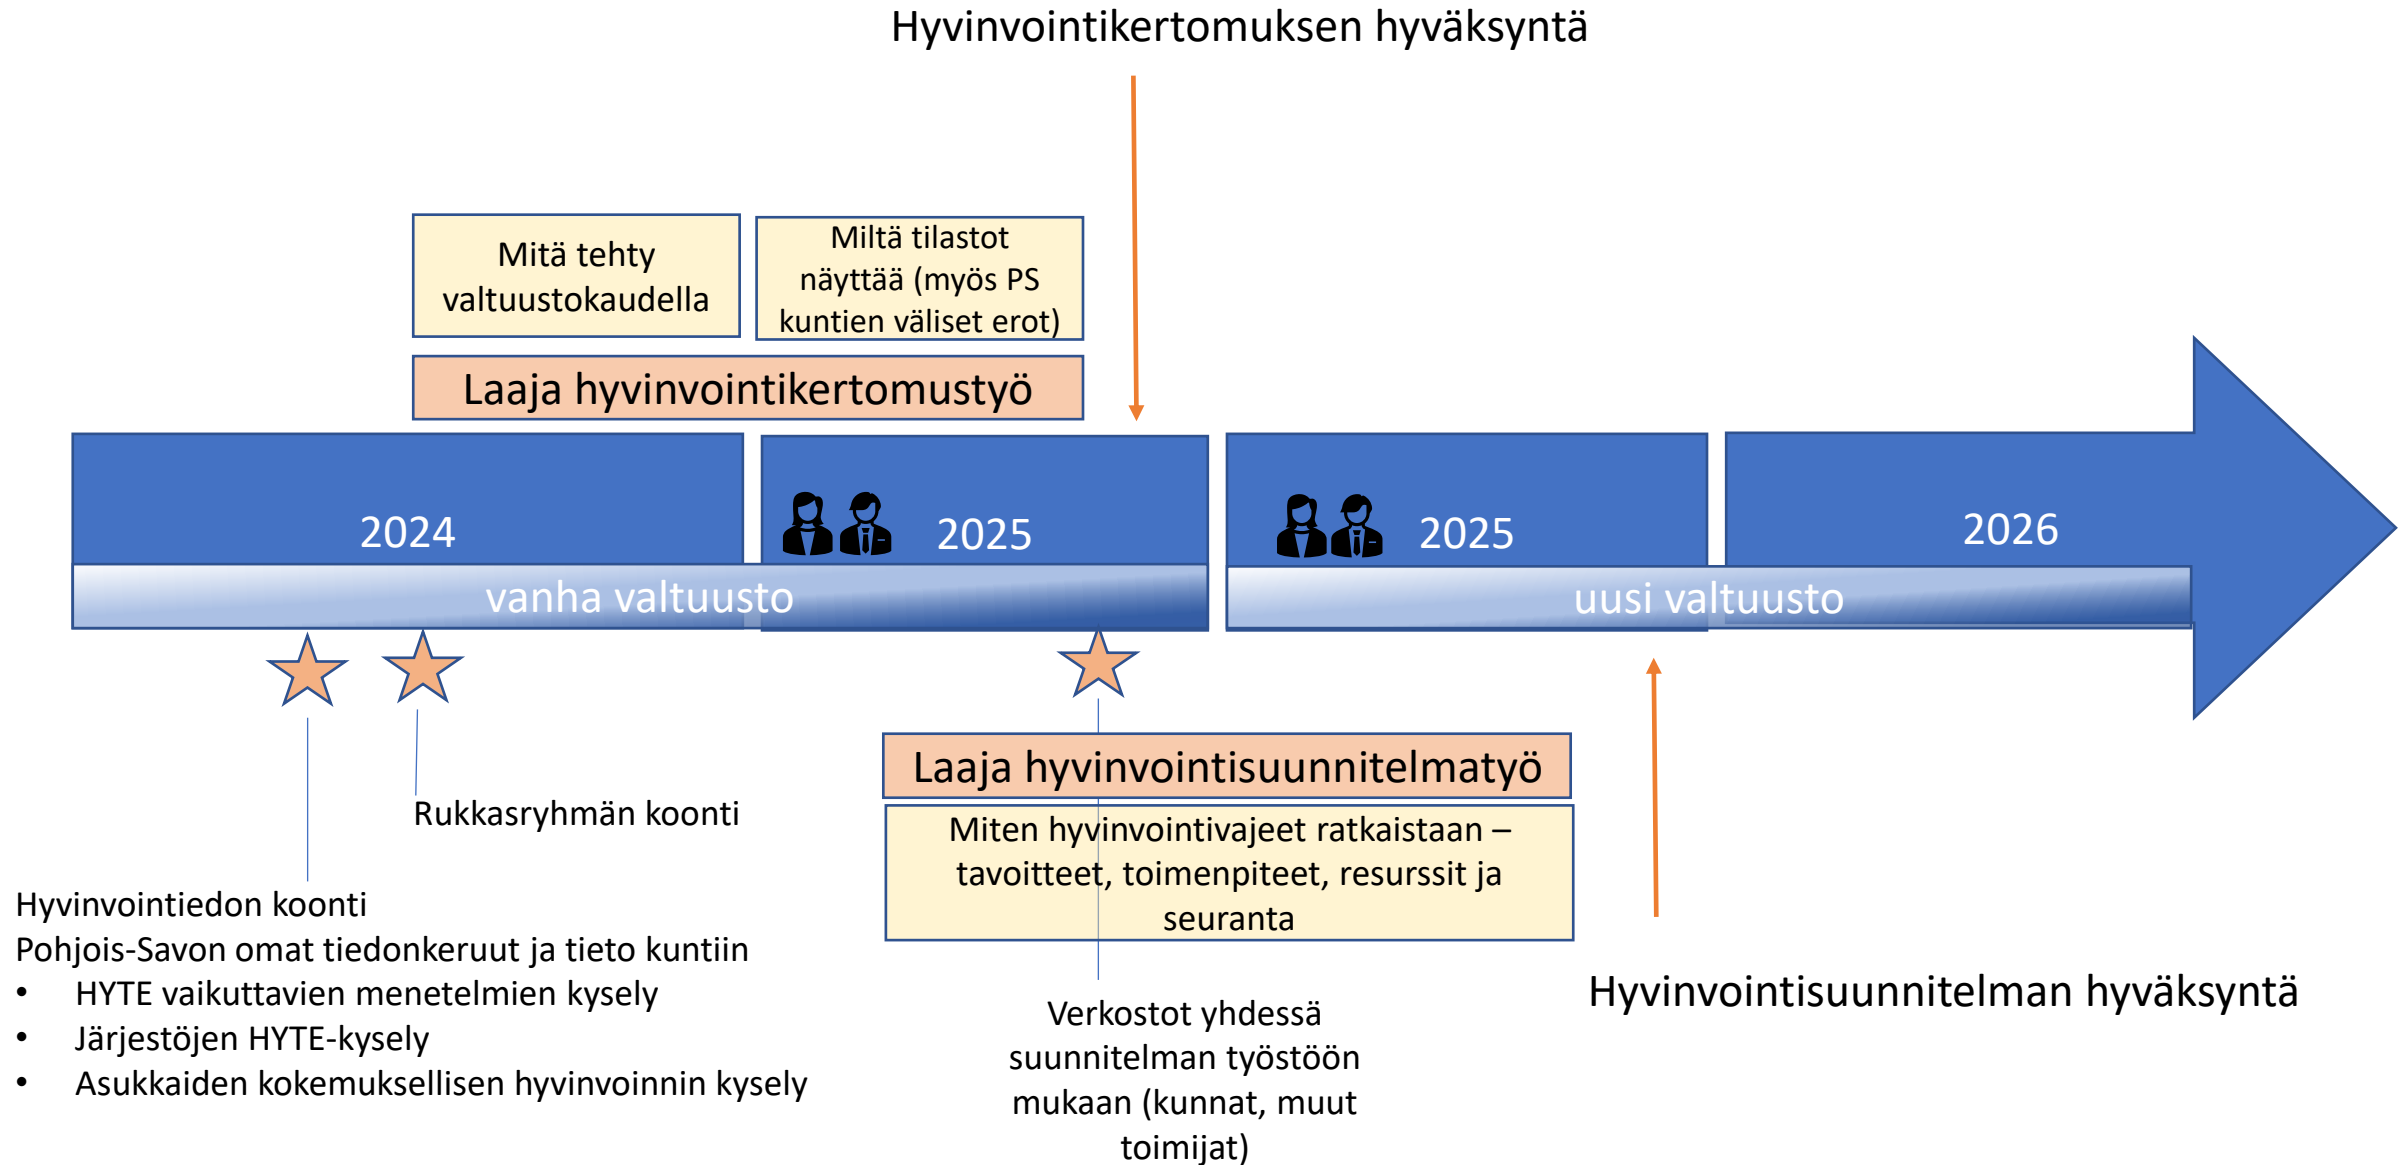 Hyvinvointikertomuksen hyväksyntä
Mitä tehty
valtuustokaudella
Miltä tilastot
näyttää (myös PS
kuntien väliset erot)
Laaja hyvinvointikertomustyö
2024
2025
2025
2026
vanha valtuusto
uusi valtuusto
Rukkasryhmän koonti
Hyvinvointiedon koonti
Pohjois-Savon omat tiedonkeruut ja tieto kuntiin
• HYTE vaikuttavien menetelmien kysely
• Järjestöjen HYTE-kysely
• Asukkaiden kokemuksellisen hyvinvoinnin kysely
Laaja hyvinvointisuunnitelmatyö
Miten hyvinvointivajeet ratkaistaan –
tavoitteet, toimenpiteet, resurssit ja
seuranta
Verkostot yhdessä
suunnitelman työstöön
mukaan (kunnat, muut
toimijat)
Hyvinvointisuunnitelman hyväksyntä